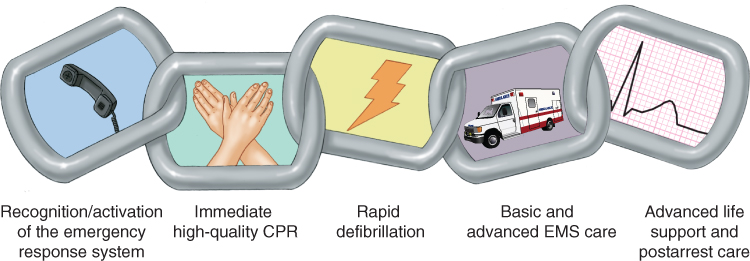 Recognition/activation
of the emergency
response system
Immediate
high-quality CPR
Rapid
defibrillation
Basic and
advanced EMS care
Advanced life
support and
postarrest care